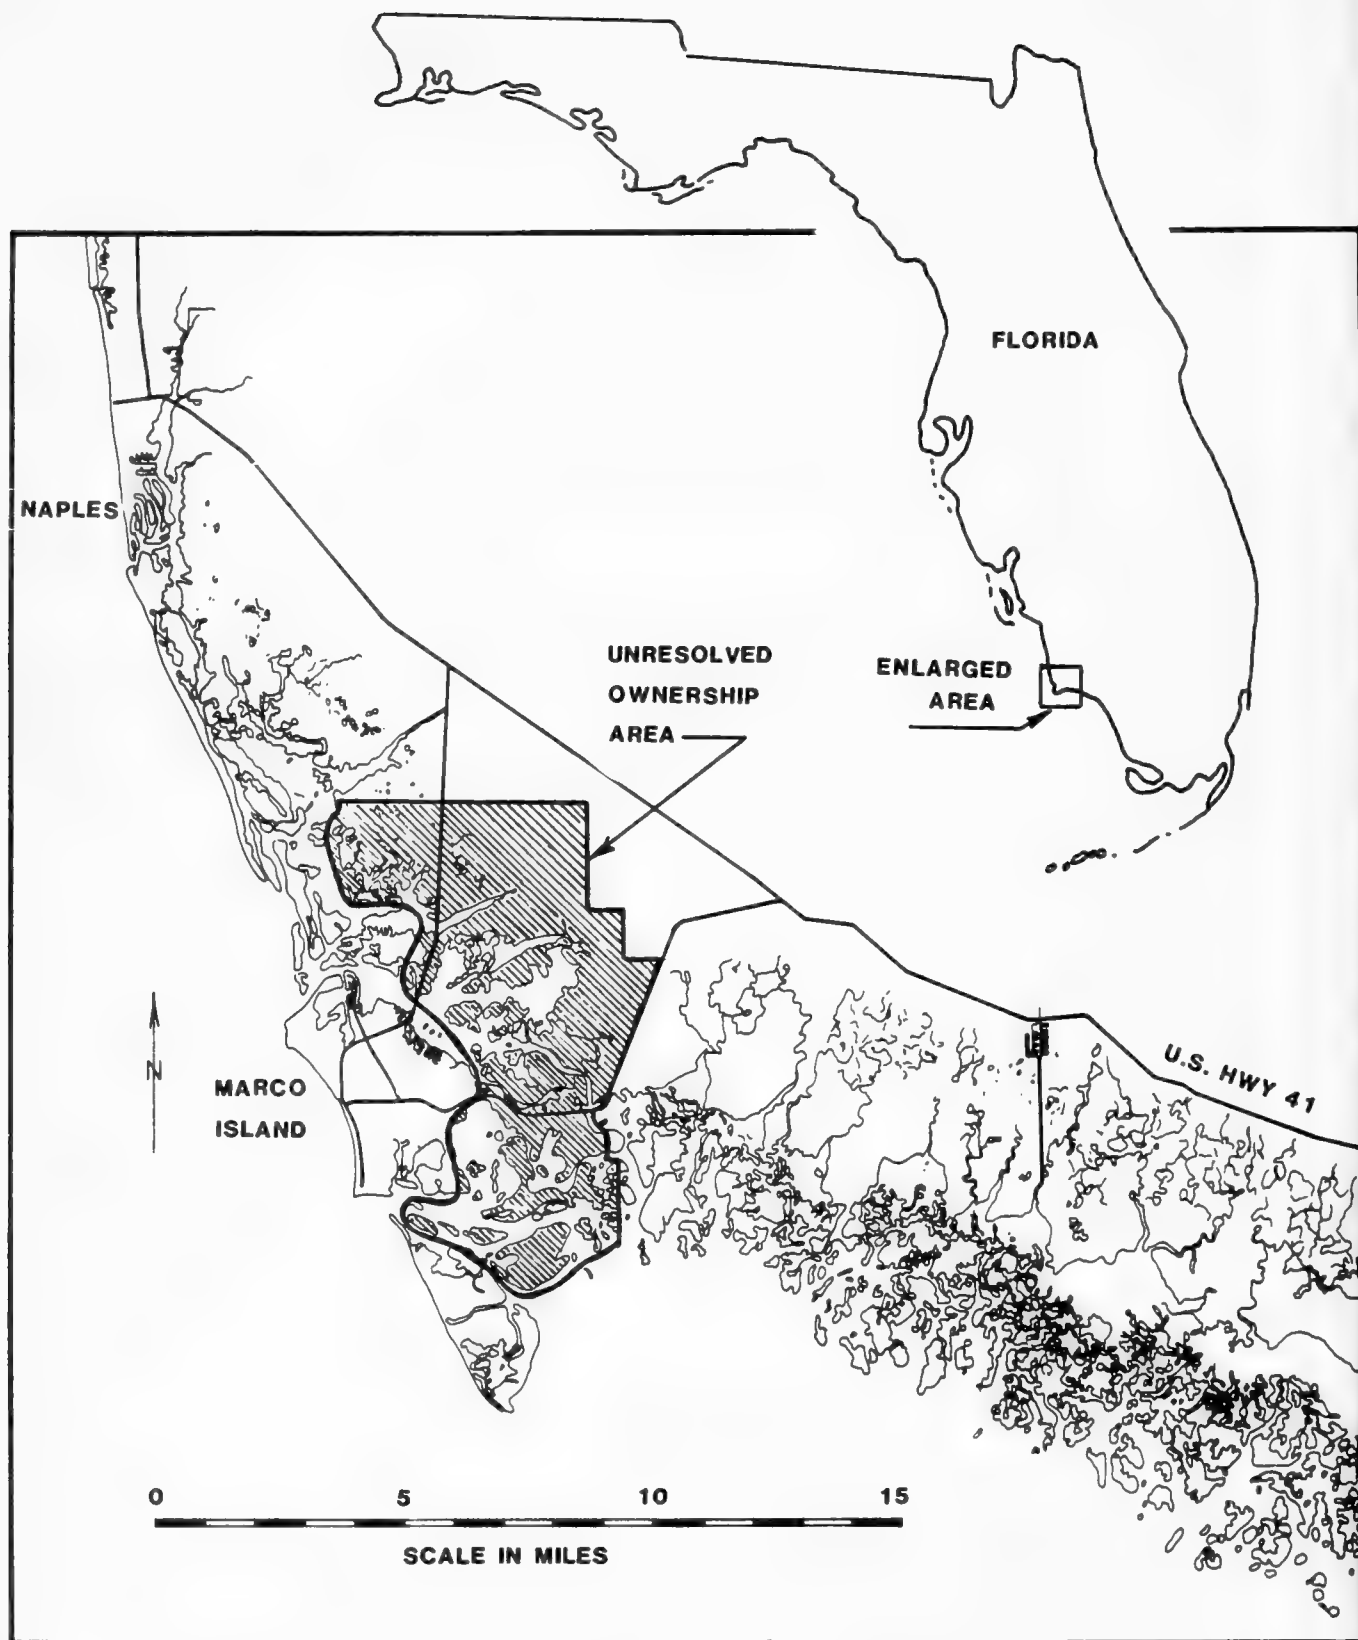 FLORIDA
NAPLES
UNRESOLVED
OWNERSHIP
AREA
ENLARGED
AREA
N
MARCO
ISLAND
U.S. HWY 41
0 5 10 15
SCALE IN MILES